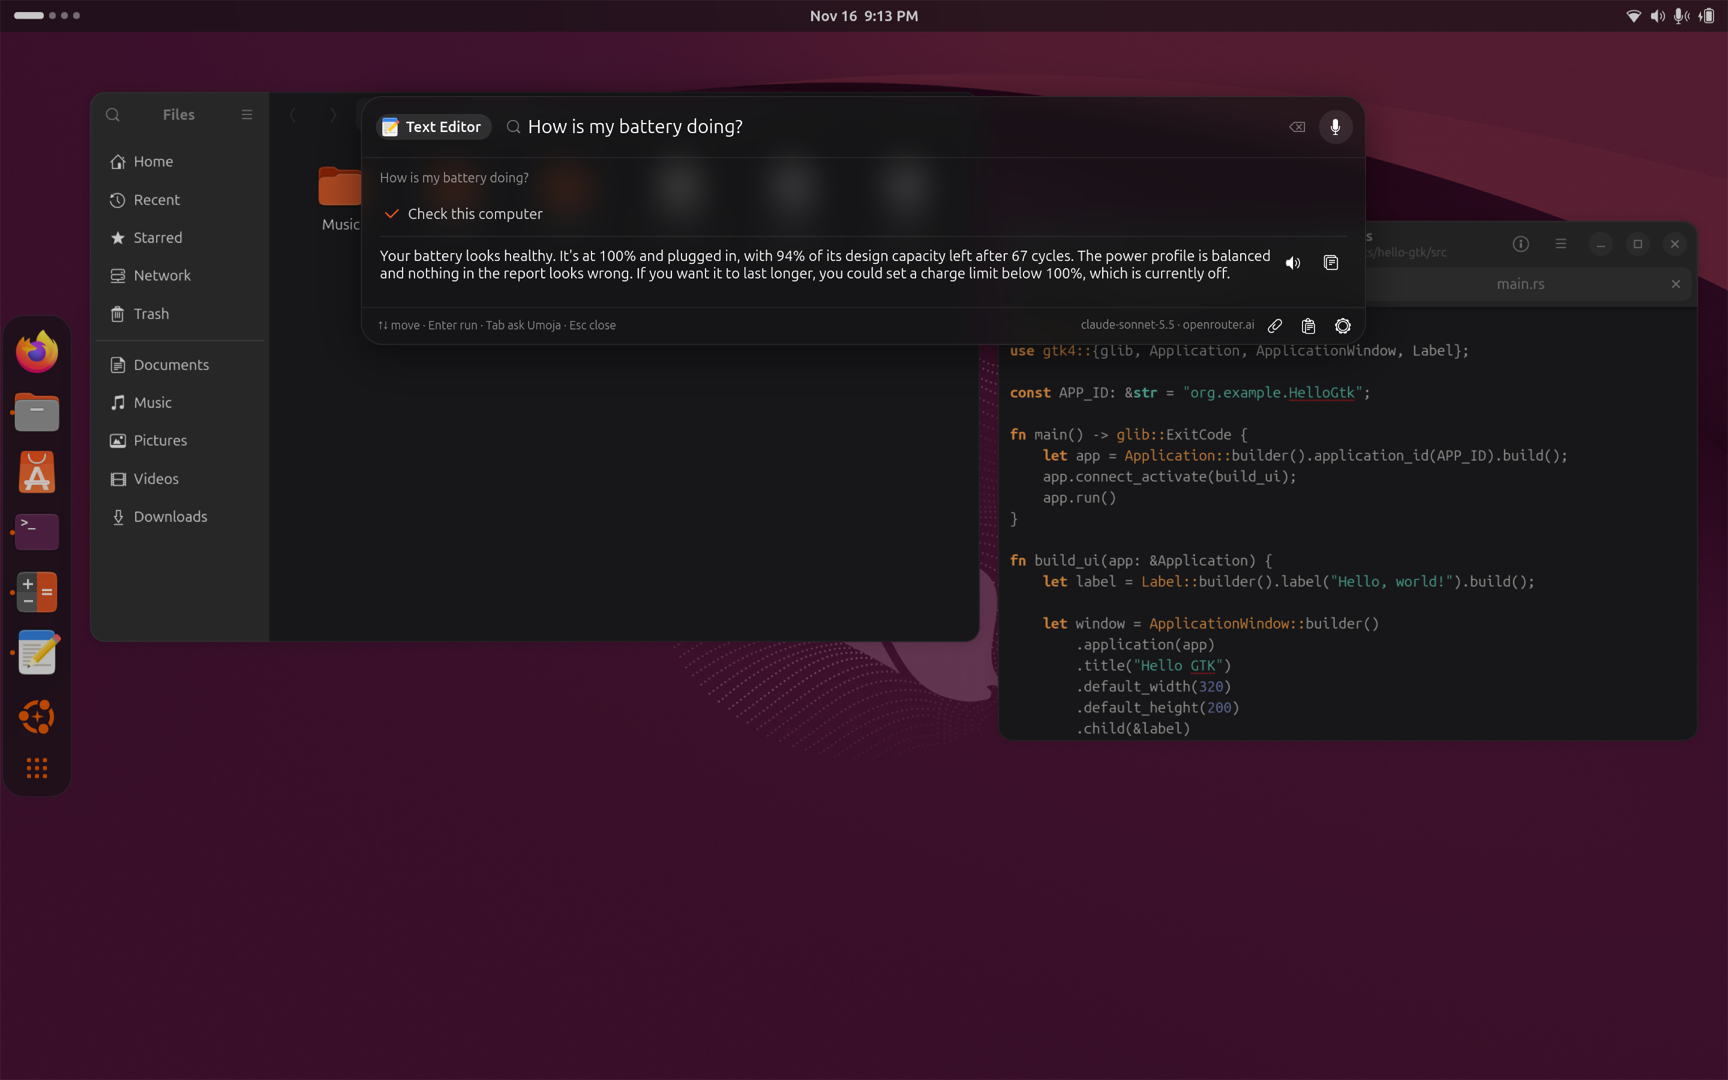 Nov 16 9:13 PM
Files
Home
Recent
Starred
Network
Trash
Documents
Music
Pictures
Videos
Downloads
Music
Text Editor
How is my battery doing?
How is my battery doing?
Check this computer
Your battery looks healthy. It's at 100% and plugged in, with 94% of its design capacity left after 67 cycles. The power profile is balanced
and nothing in the report looks wrong. If you want it to last longer, you could set a charge limit below 100%, which is currently off.
↑↓ move · Enter run · Tab ask Umoja · Esc close
claude-sonnet-5.5 · openrouter.ai
s
s/hello-gtk/src
main.rs
use gtk4::{glib, Application, ApplicationWindow, Label};
const APP_ID: &str = "org.example.HelloGtk";
fn main() -> glib::ExitCode {
let app = Application::builder().application_id(APP_ID).build();
app.connect_activate(build_ui);
app.run()
}
fn build_ui(app: &Application) {
let label = Label::builder().label("Hello, world!").build();
let window = ApplicationWindow::builder()
.application(app)
.title("Hello GTK")
.default_width(320)
.default_height(200)
.child(&label)